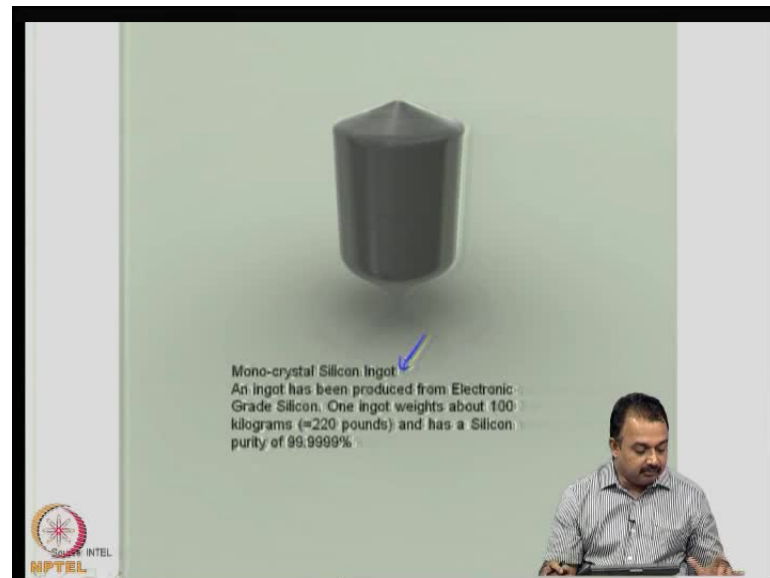 Mono-crystal Silicon Ingot
An ingot has been produced from Electronic
Grade Silicon. One ingot weights about 100
kilograms (=220 pounds) and has a Silicon
purity of 99.9999%
Source INTEL
NPTEL